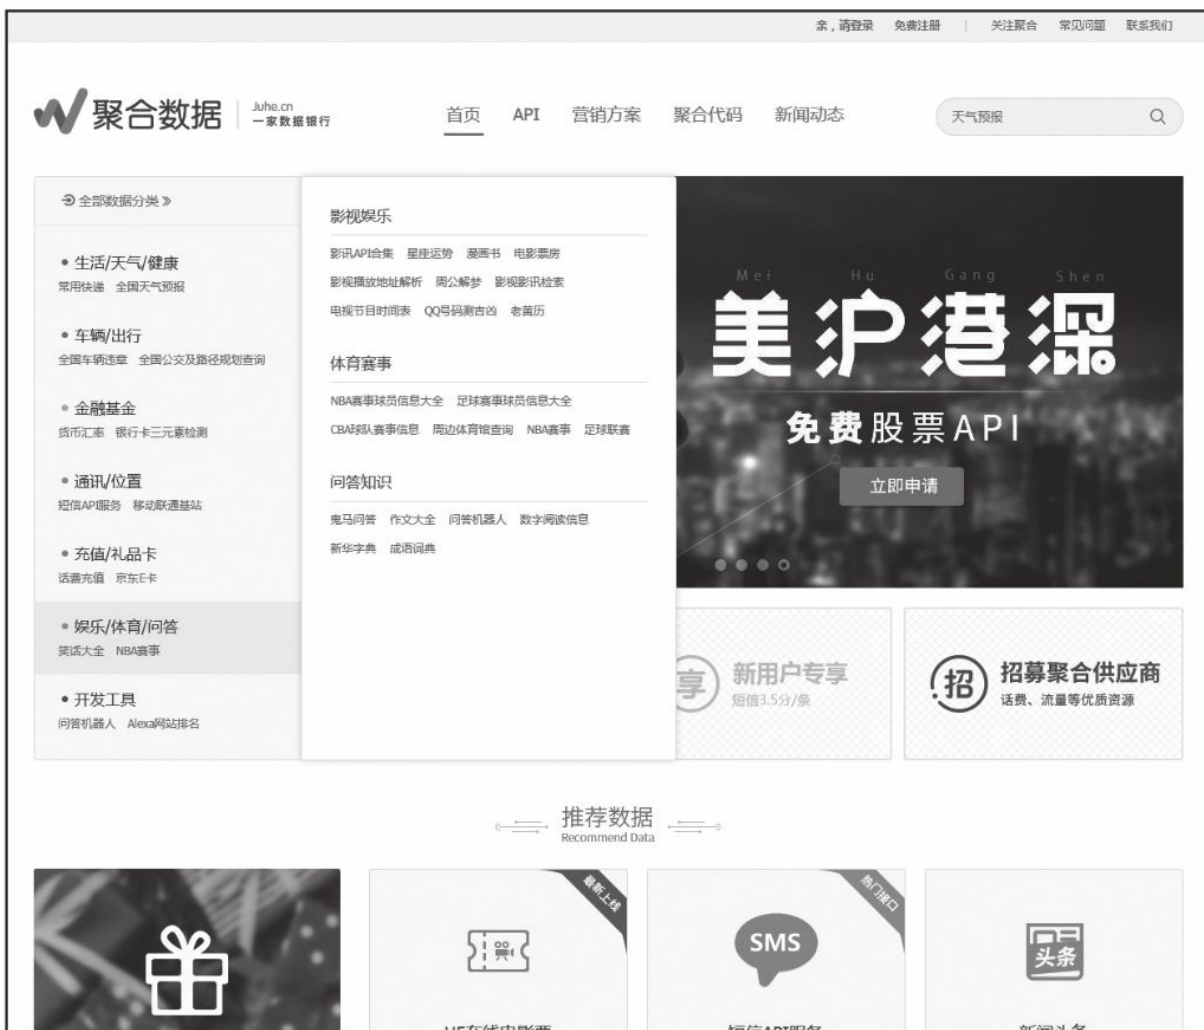 亲，请登录 免费注册 | 关注聚合 常见问题 联系我们
聚合数据
Juhe.cn
一家数据银行
首页 API 营销方案 聚合代码 新闻动态
天气预报
全部数据分类 »
• 生活/天气/健康
常用快递 全国天气预报
• 车辆/出行
全国车辆违章 全国公交及路径规划查询
• 金融基金
货币汇率 银行卡三元素检测
• 通讯/位置
短信API服务 移动联通基站
• 充值/礼品卡
话费充值 京东E卡
• 娱乐/体育/问答
笑话大全 NBA赛事
• 开发工具
问答机器人 Alexa网站排名
影视娱乐
影讯API合集 星座运势 漫画书 电影票房
影视播放地址解析 周公解梦 影视影讯检索
电视节目时间表 QQ号码测吉凶 老黄历
体育赛事
NBA赛事球员信息大全 足球赛事球员信息大全
CBA球队赛事信息 周边体育馆查询 NBA赛事 足球联赛
问答知识
鬼马问答 作文大全 问答机器人 数字阅读信息
新华字典 成语词典
Mei Hu Gang Shen
美沪港深
免费股票API
立即申请
享
新用户专享
短信3.5分/条
招
招募聚合供应商
话费、流量等优质资源
推荐数据
Recommend Data
最新上线
热门接口
SMS
头条
短信API服务
新闻头条